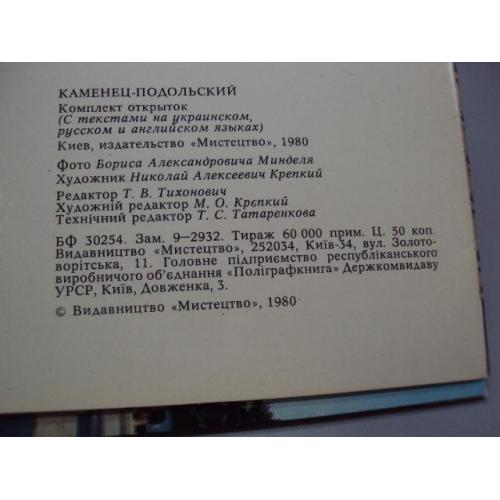 КАМЕНЕЦ-ПОДОЛЬСКИЙ
Комплект открыток
(С текстами на украинском,
русском и английском языках)
Киев, издательство «Мистецтво», 1980
Фото Бориса Александровича Минделя
Художник Николай Алексеевич Крепкий
Редактор Т. В. Тихонович
Художній редактор М. О. Крєпкий
Технічний редактор Т. С. Татаренкова
БФ 30254. Зам. 9—2932. Тираж 60 000 прим. Ц. 50 коп.
Видавництво «Мистецтво», 252034, Київ-34, вул. Золото-
ворітська, 11. Головне підприємство республіканського
виробничого об'єднання «Поліграфкнига» Держкомвидаву
УРСР, Київ, Довженка, 3.
© Видавництво «Мистецтво», 1980